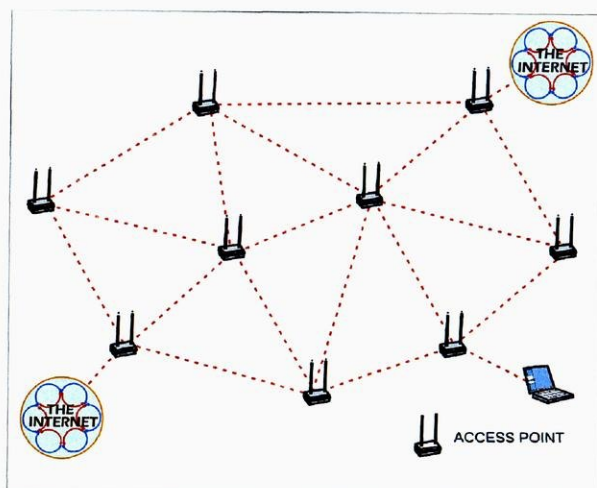 THE
INTERNET
THE
INTERNET
ACCESS POINT